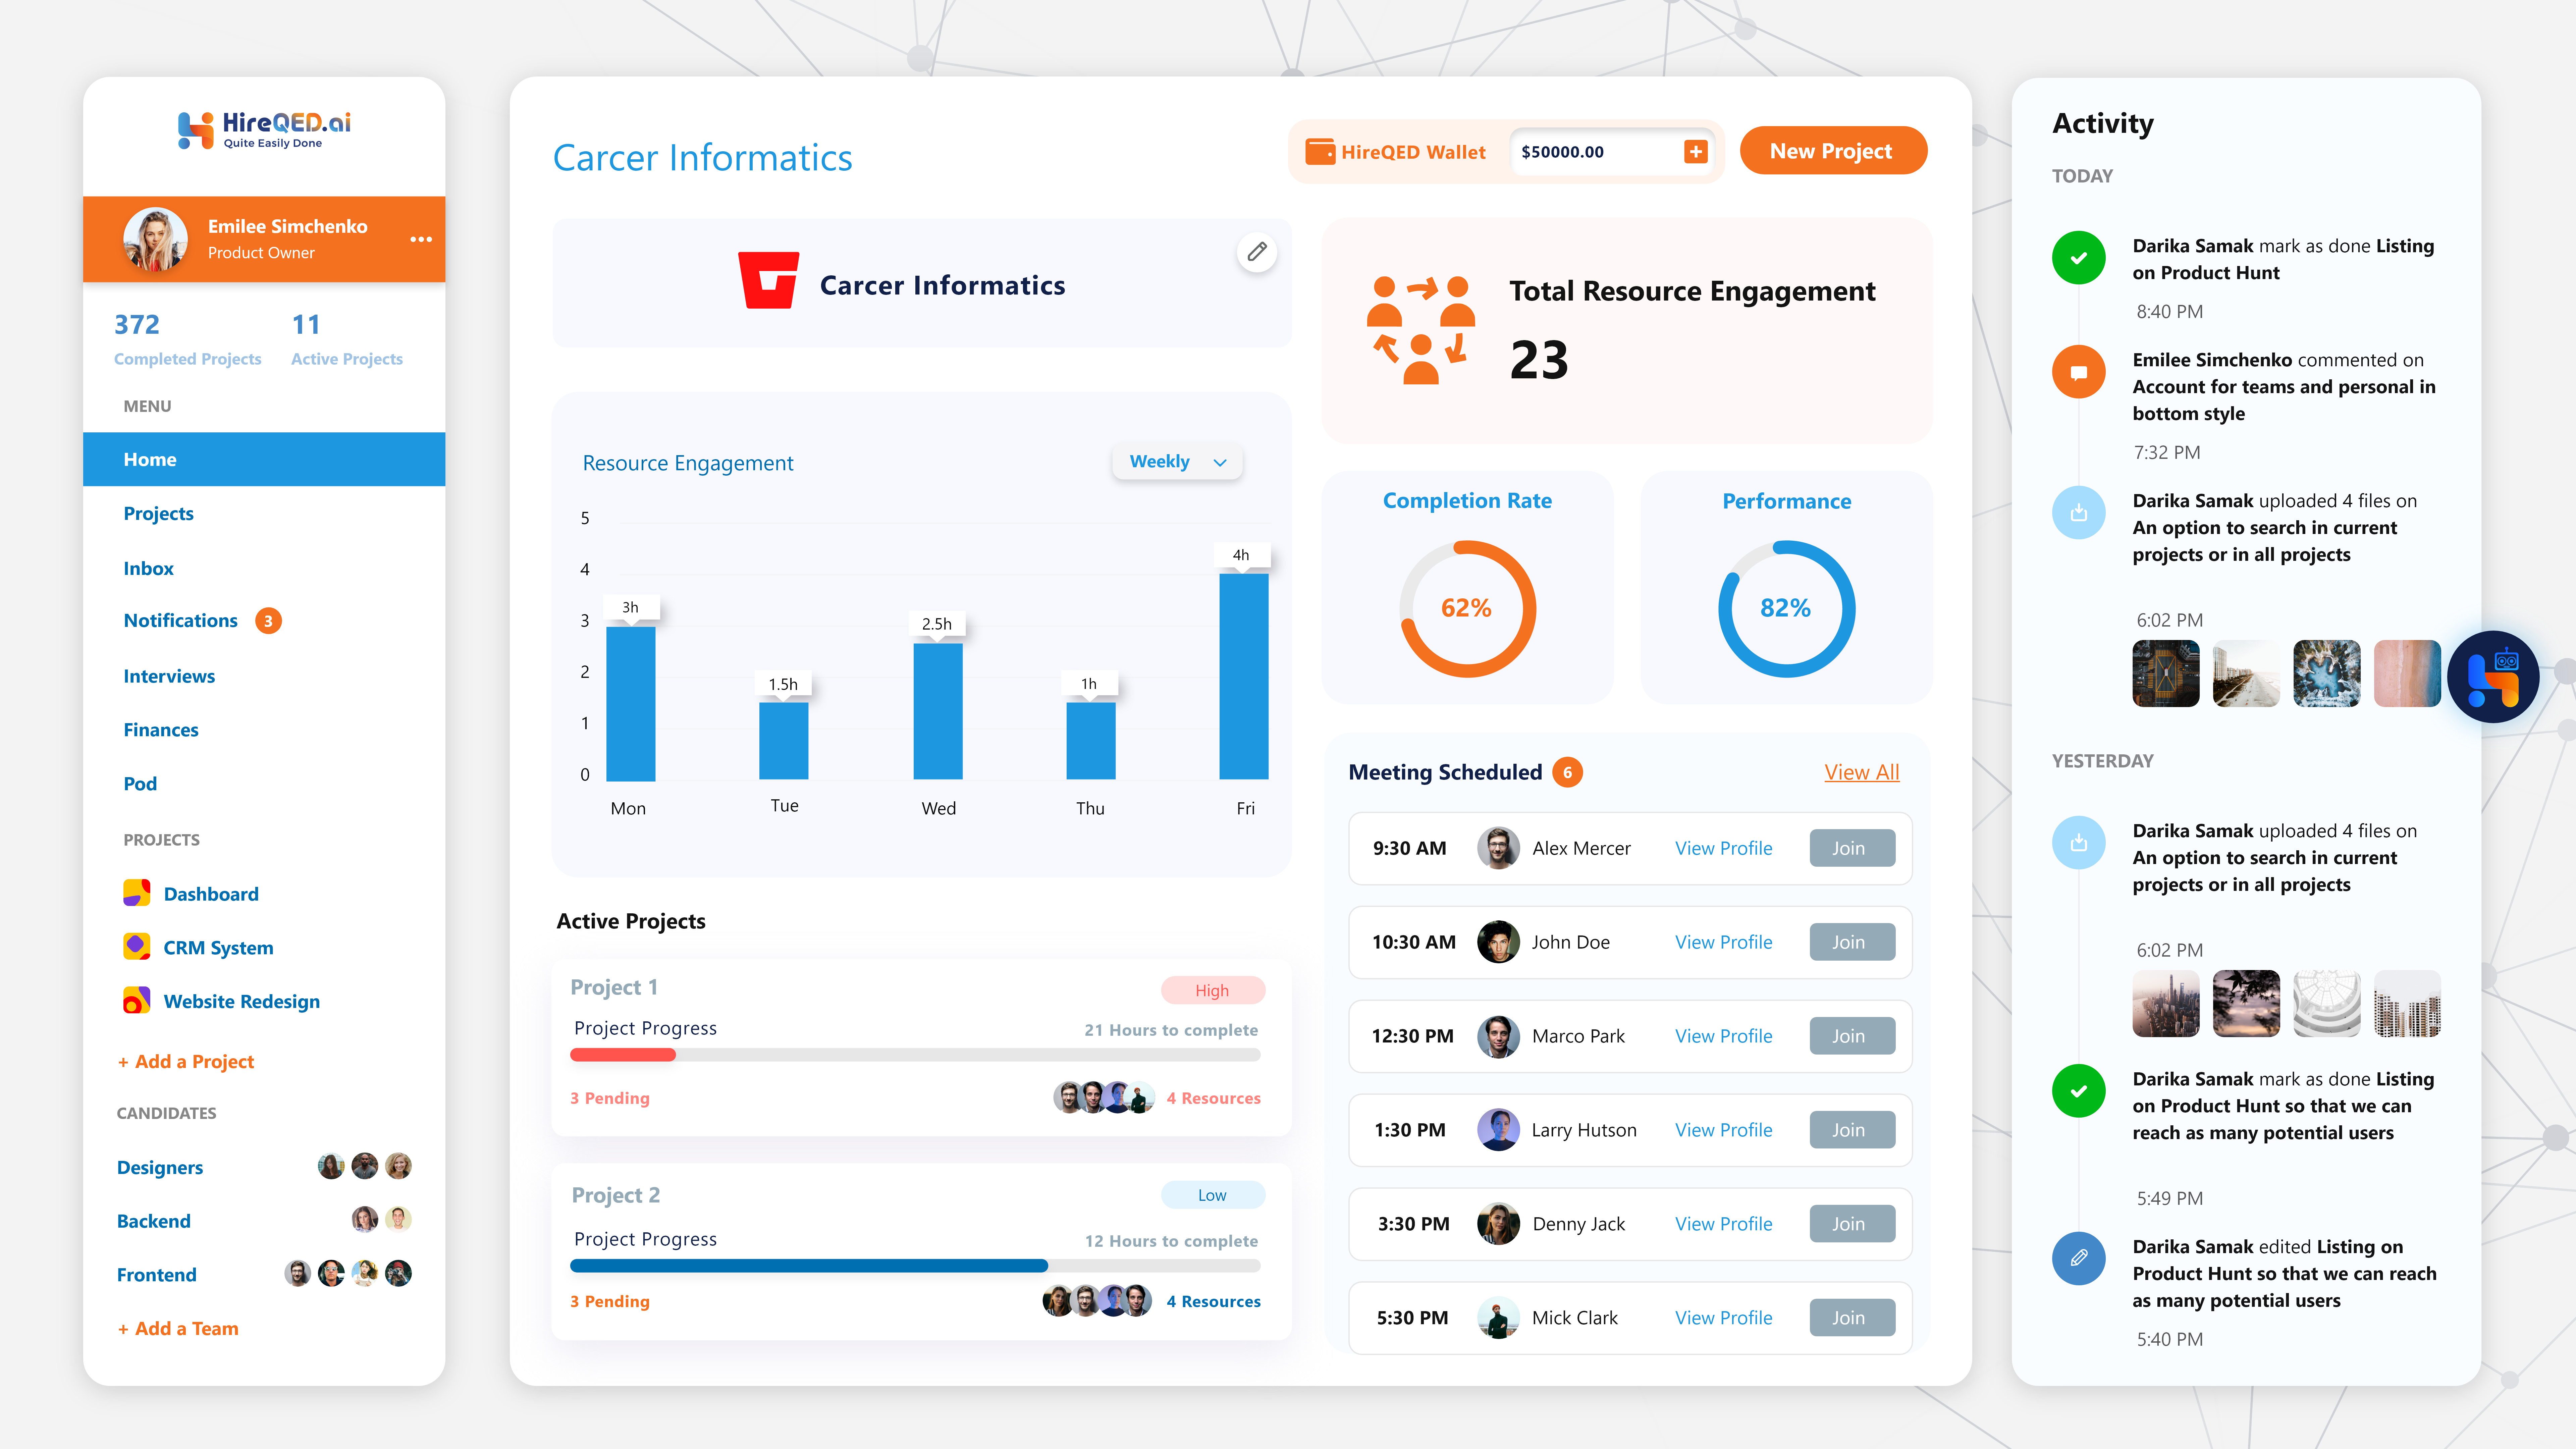 HireQED.ai
Quite Easily Done
Emilee Simchenko
Product Owner
372
Completed Projects
11
Active Projects
MENU
Home
Projects
Inbox
Notifications 3
Interviews
Finances
Pod
PROJECTS
Dashboard
CRM System
Website Redesign
+ Add a Project
CANDIDATES
Designers
Backend
Frontend
+ Add a Team
Carcer Informatics
HireQED Wallet
$50000.00
New Project
Carcer Informatics
Total Resource Engagement
23
Resource Engagement
Weekly
5
4
3
2
1
0
3h
1.5h
2.5h
1h
4h
Mon
Tue
Wed
Thu
Fri
Completion Rate
62%
Performance
82%
Active Projects
Project 1
High
Project Progress
21 Hours to complete
3 Pending
4 Resources
Project 2
Low
Project Progress
12 Hours to complete
3 Pending
4 Resources
Meeting Scheduled 6
View All
9:30 AM Alex Mercer View Profile Join
10:30 AM John Doe View Profile Join
12:30 PM Marco Park View Profile Join
1:30 PM Larry Hutson View Profile Join
3:30 PM Denny Jack View Profile Join
5:30 PM Mick Clark View Profile Join
Activity
TODAY
Darika Samak mark as done Listing
on Product Hunt
8:40 PM
Emilee Simchenko commented on
Account for teams and personal in
bottom style
7:32 PM
Darika Samak uploaded 4 files on
An option to search in current
projects or in all projects
6:02 PM
YESTERDAY
Darika Samak uploaded 4 files on
An option to search in current
projects or in all projects
6:02 PM
Darika Samak mark as done Listing
on Product Hunt so that we can
reach as many potential users
5:49 PM
Darika Samak edited Listing on
Product Hunt so that we can reach
as many potential users
5:40 PM